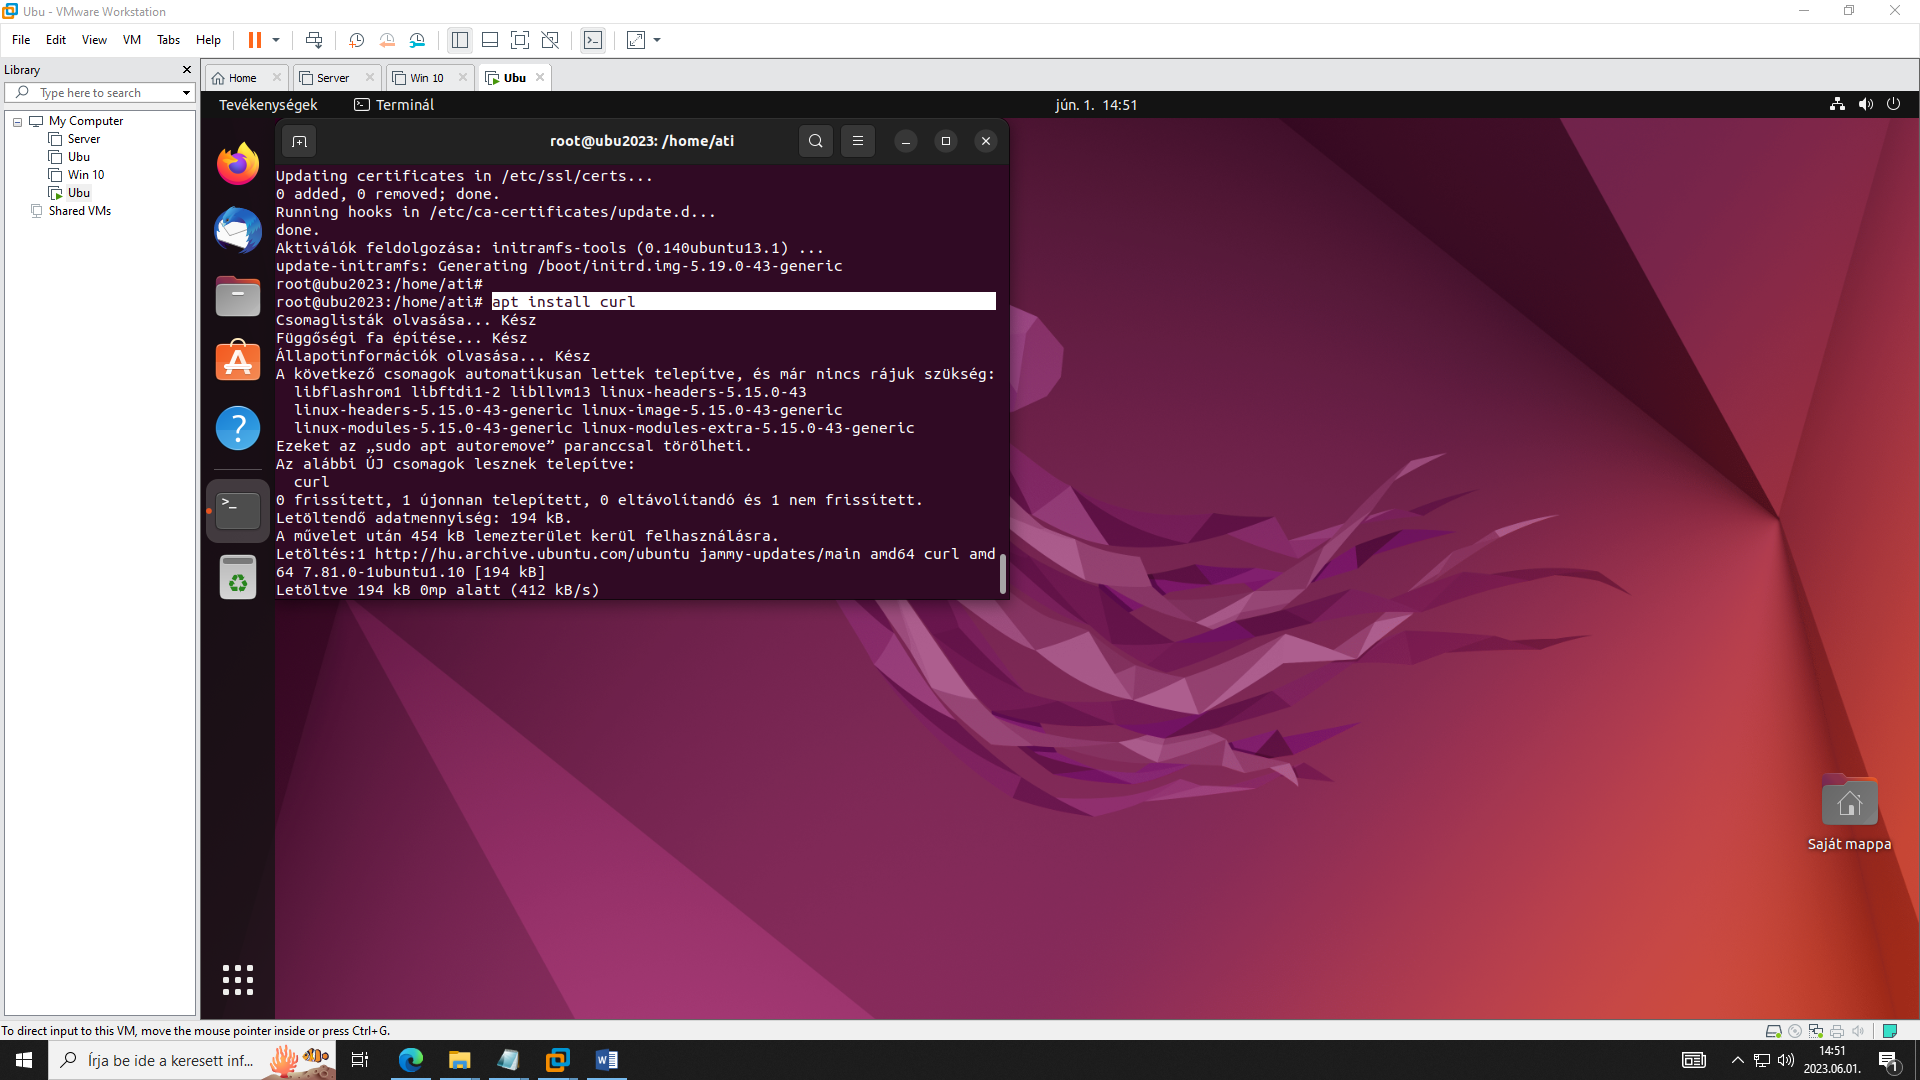 Ubu - VMware Workstation
File Edit View VM Tabs Help
Library
Type here to search
My Computer
Server
Ubu
Win 10
Ubu
Shared VMs
Home Server Win 10 Ubu
Tevékenységek Terminál jún. 1. 14:51
root@ubu2023: /home/ati
Updating certificates in /etc/ssl/certs...
0 added, 0 removed; done.
Running hooks in /etc/ca-certificates/update.d...
done.
Aktiválók feldolgozása: initramfs-tools (0.140ubuntu13.1) ...
update-initramfs: Generating /boot/initrd.img-5.19.0-43-generic
root@ubu2023:/home/ati#
root@ubu2023:/home/ati# apt install curl
Csomaglisták olvasása... Kész
Függőségi fa építése... Kész
Állapotinformációk olvasása... Kész
A következő csomagok automatikusan lettek telepítve, és már nincs rájuk szükség:
libflashrom1 libftdi1-2 libllvm13 linux-headers-5.15.0-43
linux-headers-5.15.0-43-generic linux-image-5.15.0-43-generic
linux-modules-5.15.0-43-generic linux-modules-extra-5.15.0-43-generic
Ezeket az „sudo apt autoremove” paranccsal törölheti.
Az alábbi ÚJ csomagok lesznek telepítve:
curl
0 frissített, 1 újonnan telepített, 0 eltávolítandó és 1 nem frissített.
Letöltendő adatmennyiség: 194 kB.
A művelet után 454 kB lemezterület kerül felhasználásra.
Letöltés:1 http://hu.archive.ubuntu.com/ubuntu jammy-updates/main amd64 curl amd
64 7.81.0-1ubuntu1.10 [194 kB]
Letöltve 194 kB 0mp alatt (412 kB/s)
Saját mappa
To direct input to this VM, move the mouse pointer inside or press Ctrl+G.
Írja be ide a keresett inf...
14:51
2023.06.01.
1